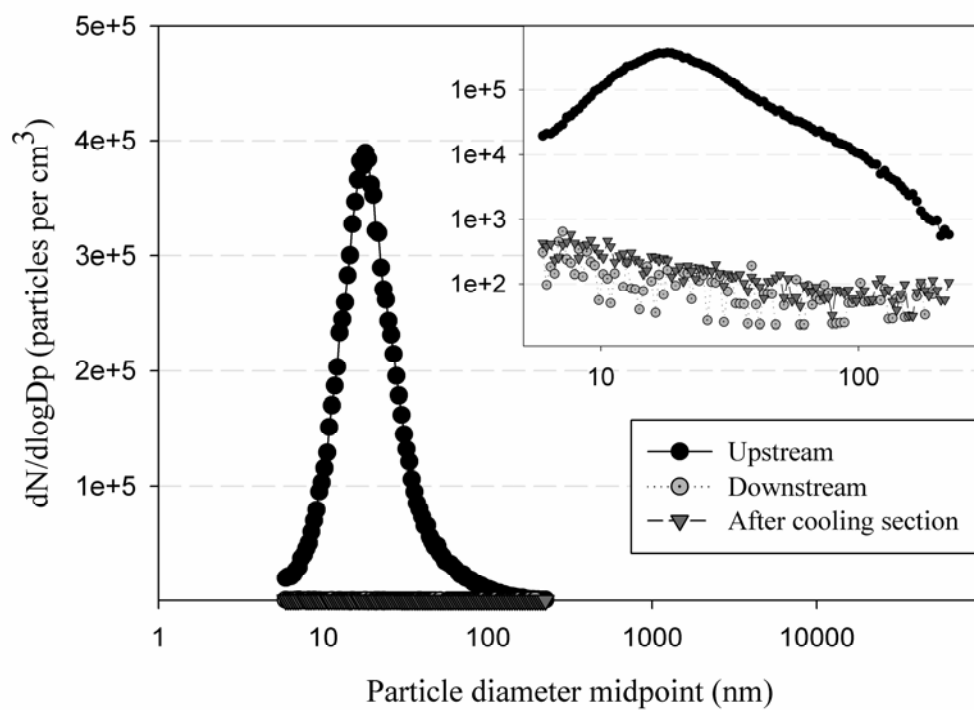 5e+5
4e+5
3e+5
2e+5
1e+5
dN/dlogDp (particles per cm3)
1e+5
1e+4
1e+3
1e+2
10 100
Upstream
Downstream
After cooling section
1 10 100 1000 10000
Particle diameter midpoint (nm)